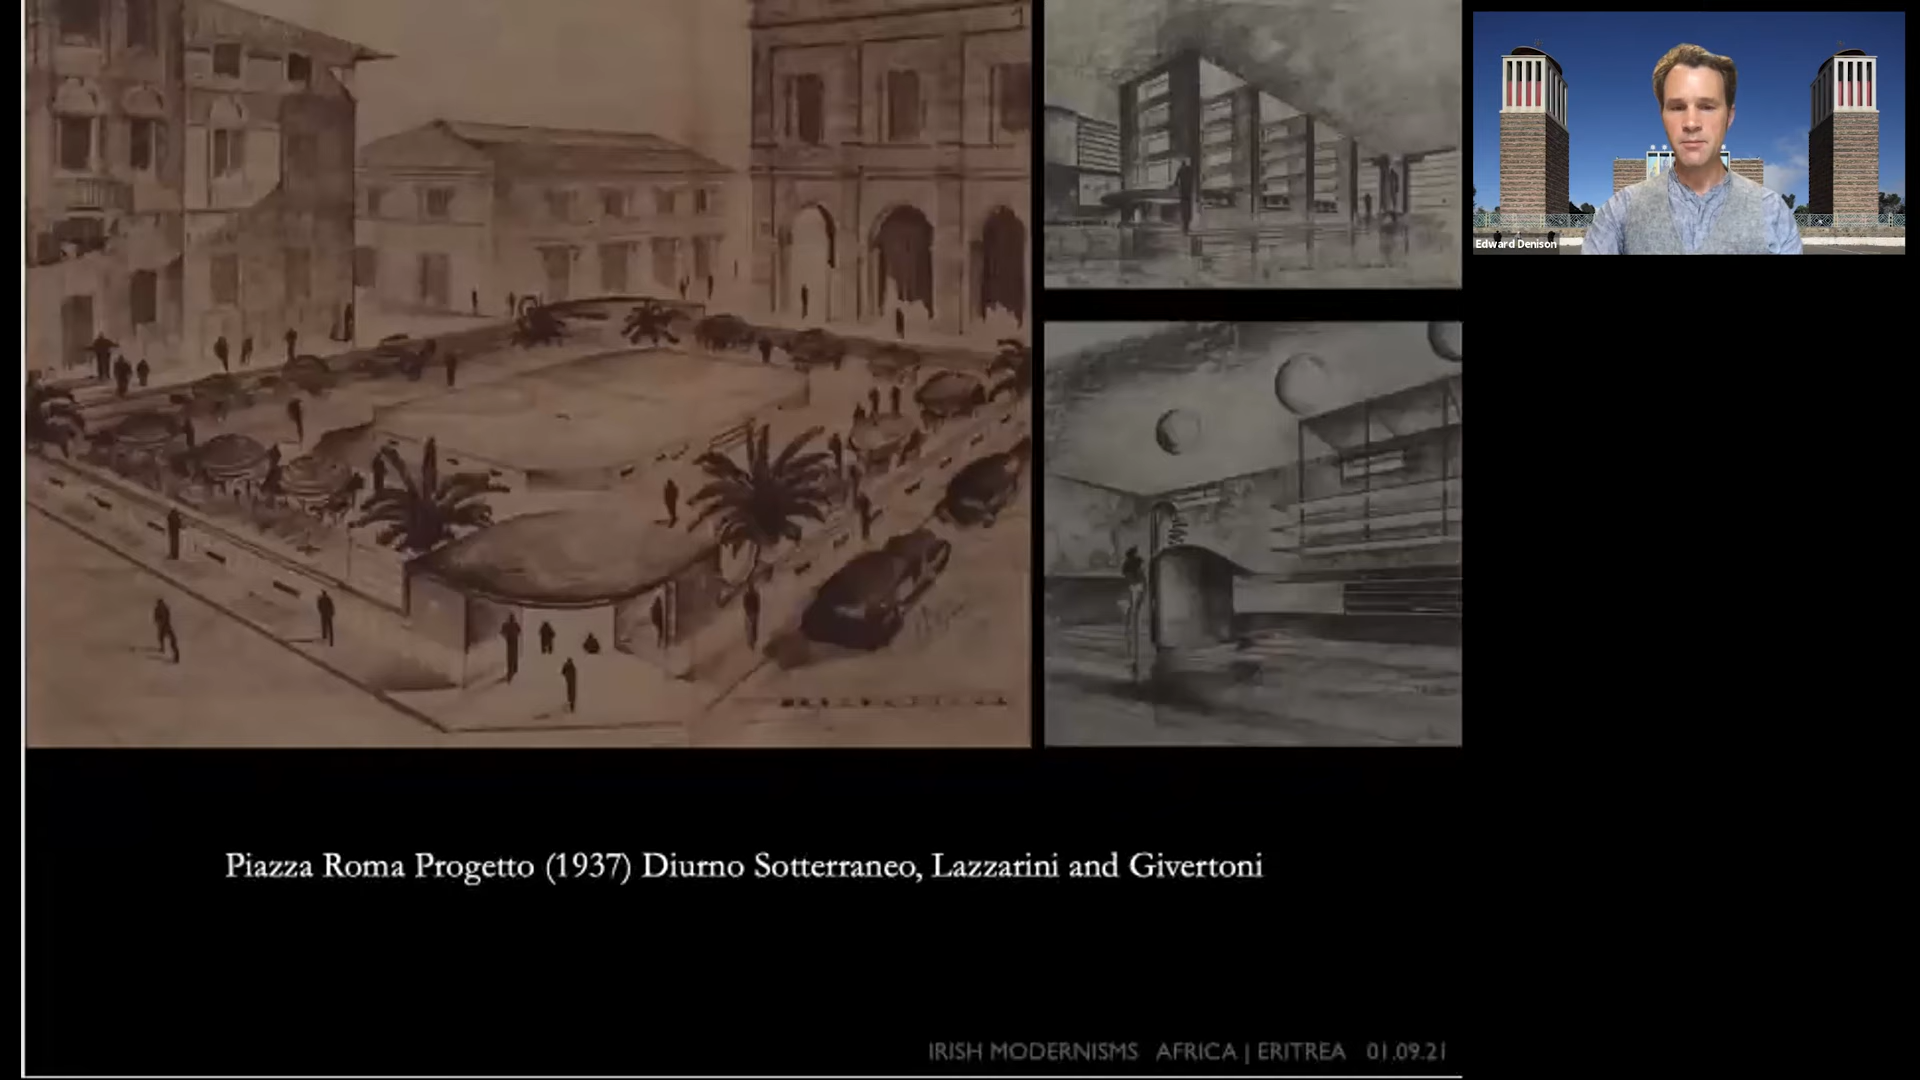 Edward Denison
Piazza Roma Progetto (1937) Diurno Sotterraneo, Lazzarini and Givertoni
IRISH MODERNISMS AFRICA | ERITREA 01.09.21